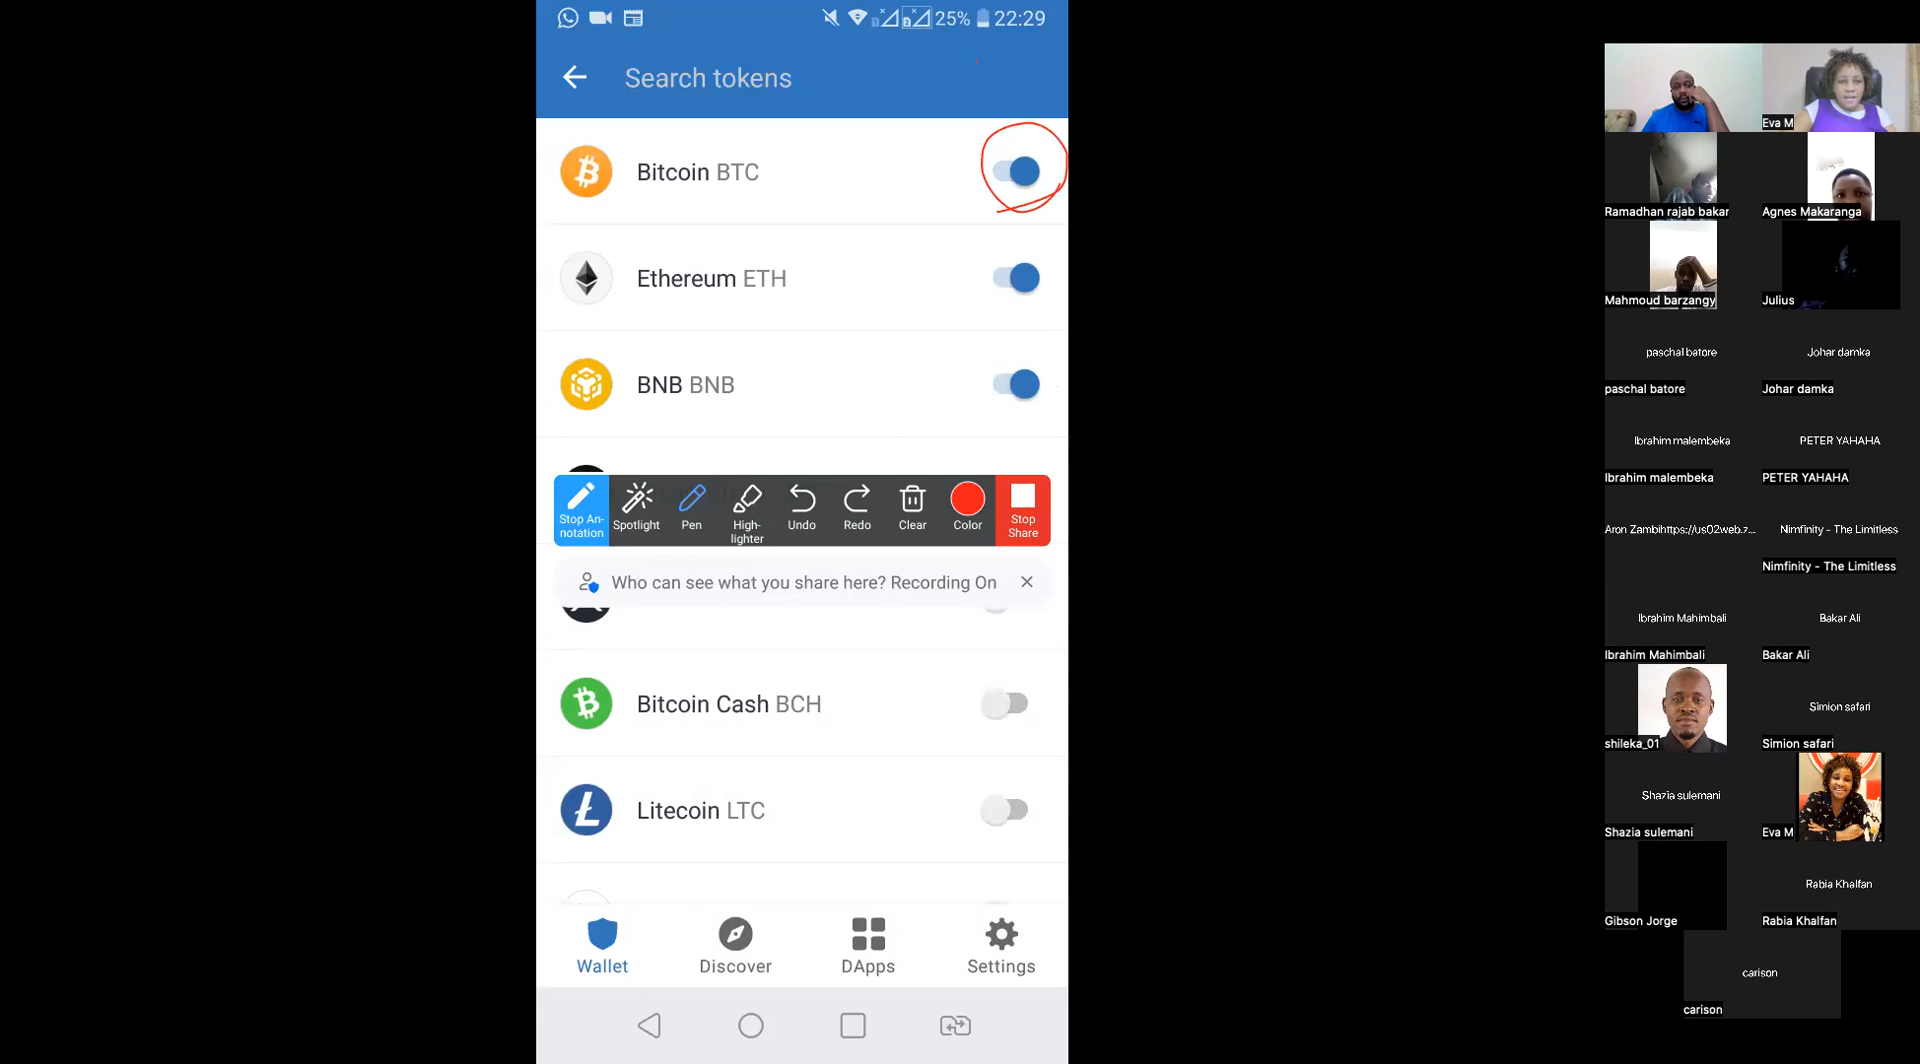 25% 22:29
Search tokens
Bitcoin BTC
Ethereum ETH
BNB BNB
Stop An-
notation
Spotlight
Pen
High-
lighter
Undo
Redo
Clear
Color
Stop
Share
Who can see what you share here? Recording On
Bitcoin Cash BCH
Litecoin LTC
Wallet
Discover
DApps
Settings
Eva M
Ramadhan rajab bakar
Agnes Makaranga
Mahmoud barzangy
Julius
paschal batore
Johar damka
paschal batore
Johar damka
Ibrahim malembeka
PETER YAHAHA
Ibrahim malembeka
PETER YAHAHA
Aron Zambihttps://us02web.z...
Nimfinity - The Limitless
Nimfinity - The Limitless
Ibrahim Mahimbali
Bakar Ali
Ibrahim Mahimbali
Bakar Ali
Simion safari
shileka_01
Simion safari
Shazia sulemani
Shazia sulemani
Eva M
Rabia Khalfan
Gibson Jorge
Rabia Khalfan
carison
carison